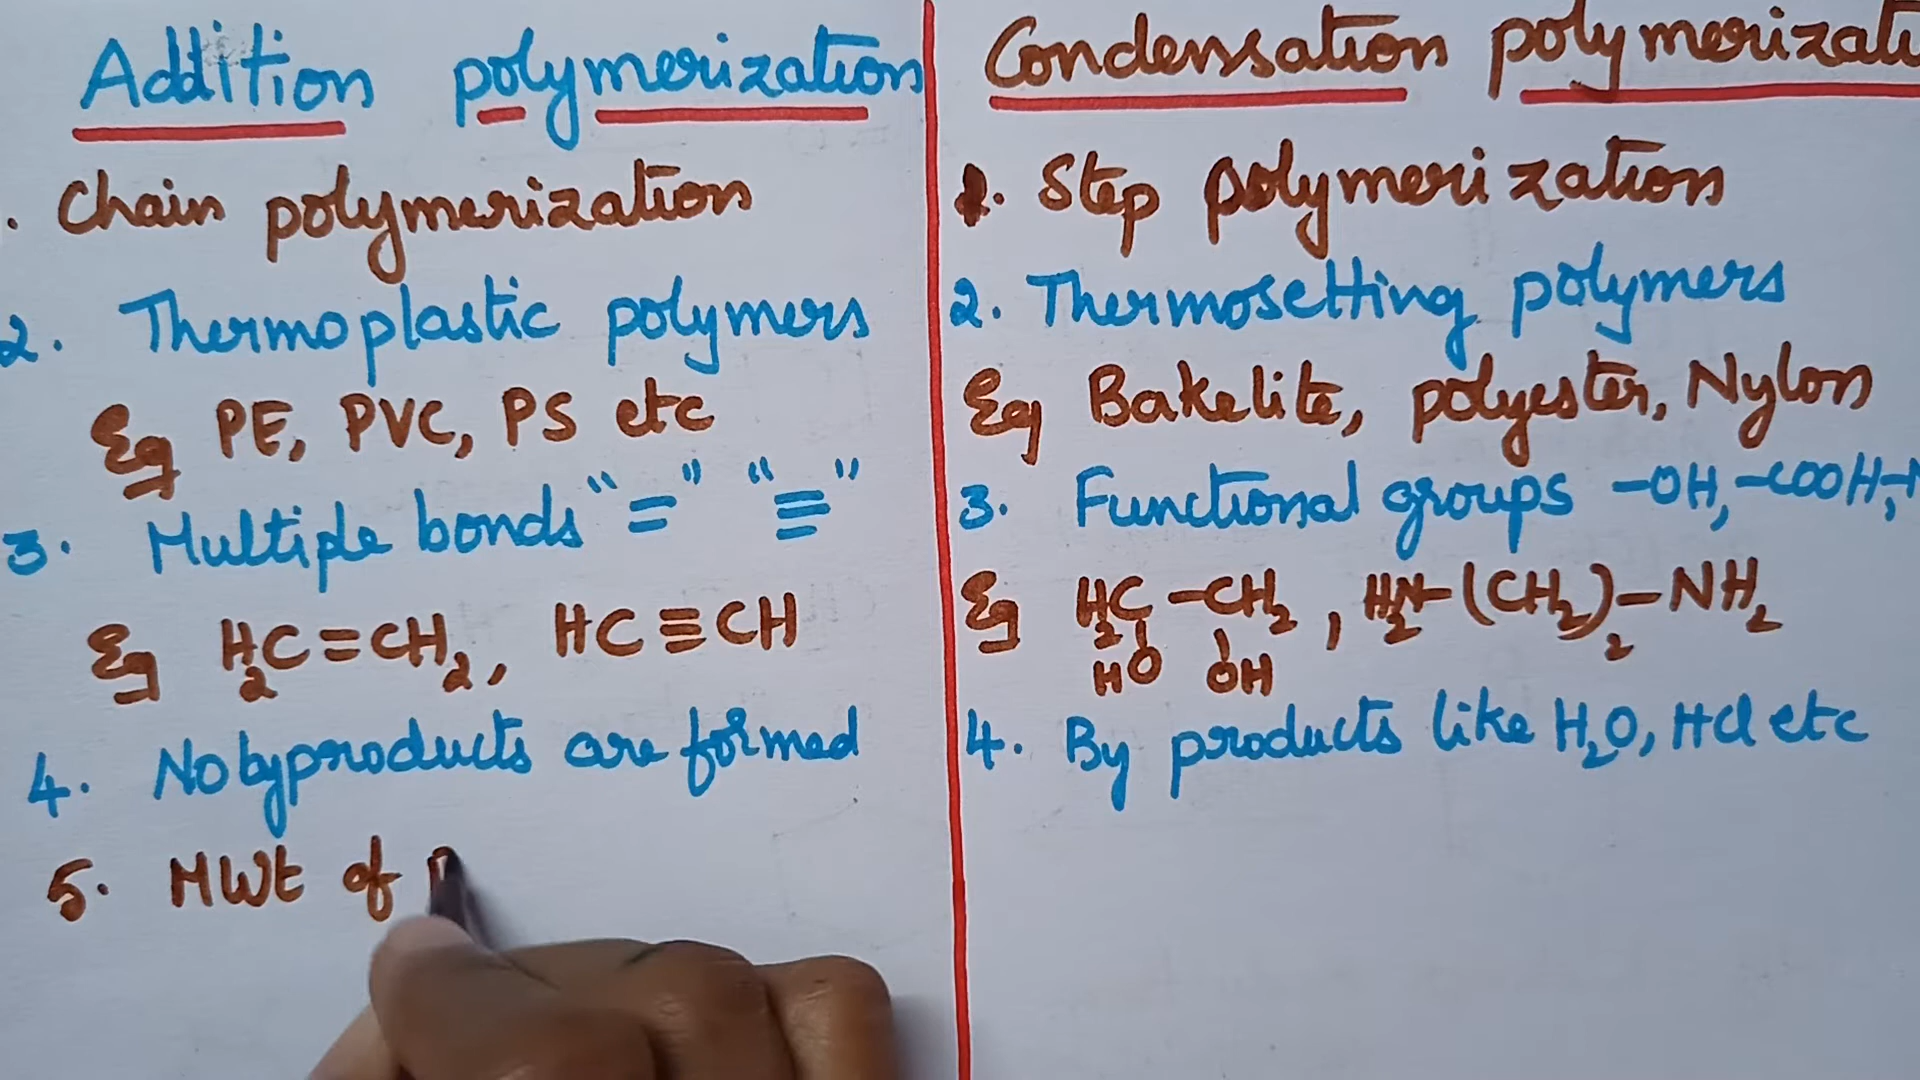 Addition polymerization
. Chain polymerization
2. Thermoplastic polymers
Eg PE, PVC, PS etc
3. Multiple bonds "=" "≡"
Eg H₂C=CH₂, HC≡CH
4. No byproducts are formed
5. MWt of
Condensation polymerizati
1. Step polymerization
2. Thermosetting polymers
Eg Bakelite, polyester, Nylon
3. Functional groups -OH, -COOH, -N
Eg H₂C-CH₂, H₂N-(CH₂)₂-NH₂
HO OH
4. By products like H₂O, HCl etc